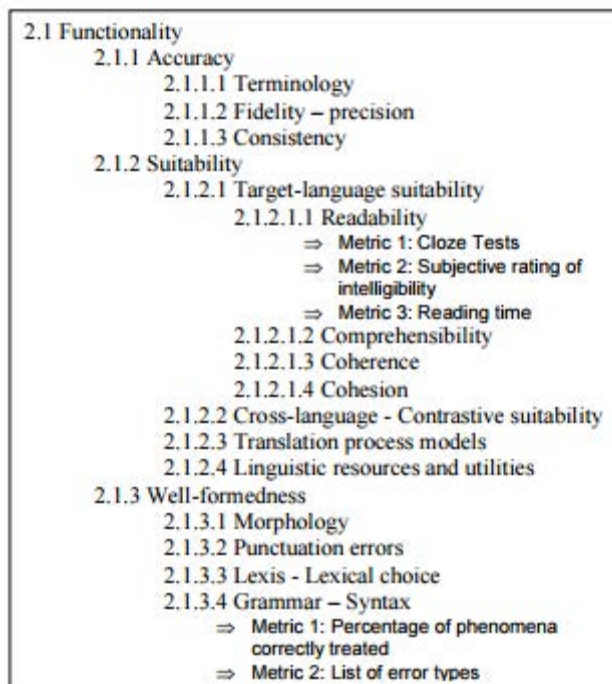 2.1 Functionality
2.1.1 Accuracy
2.1.1.1 Terminology
2.1.1.2 Fidelity – precision
2.1.1.3 Consistency
2.1.2 Suitability
2.1.2.1 Target-language suitability
2.1.2.1.1 Readability
⇒ Metric 1: Cloze Tests
⇒ Metric 2: Subjective rating of
intelligibility
⇒ Metric 3: Reading time
2.1.2.1.2 Comprehensibility
2.1.2.1.3 Coherence
2.1.2.1.4 Cohesion
2.1.2.2 Cross-language - Contrastive suitability
2.1.2.3 Translation process models
2.1.2.4 Linguistic resources and utilities
2.1.3 Well-formedness
2.1.3.1 Morphology
2.1.3.2 Punctuation errors
2.1.3.3 Lexis - Lexical choice
2.1.3.4 Grammar – Syntax
⇒ Metric 1: Percentage of phenomena
correctly treated
⇒ Metric 2: List of error types